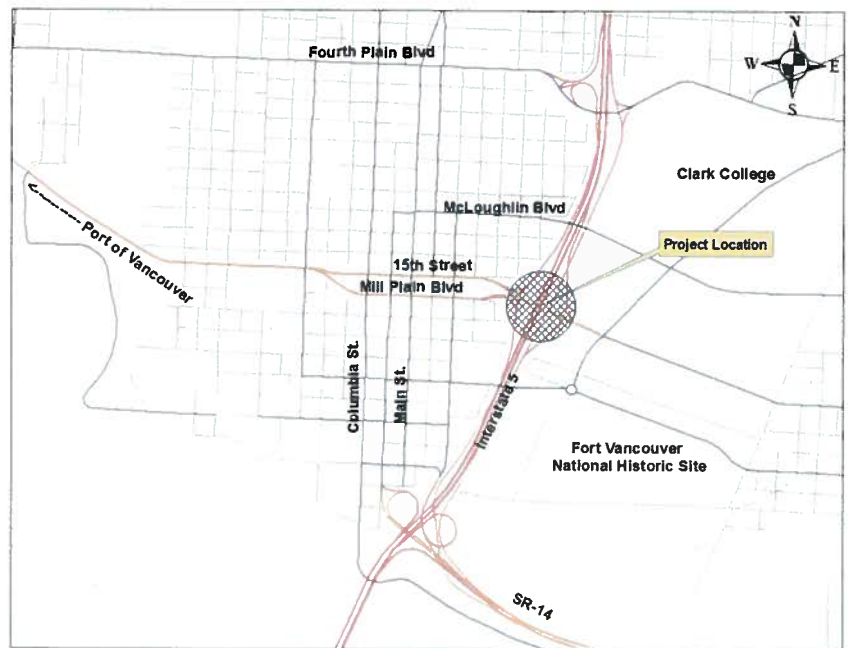 Fourth Plain Blvd
N
W
E
S
Clark College
McLoughlin Blvd
Project Location
Port of Vancouver
15th Street
Mill Plain Blvd
Columbia St.
Main St.
Interstate 5
Fort Vancouver
National Historic Site
SR-14